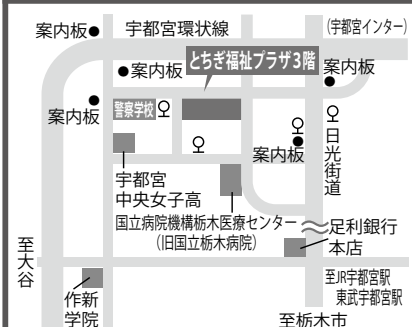 案内板
宇都宮環状線
(宇都宮インター)
案内板
とちぎ福祉プラザ3階
案内板
案内板
警察学校
案内板
日光街道
宇都宮
中央女子高
国立病院機構栃木医療センター
(旧国立栃木病院)
足利銀行
本店
至大谷
作新
学院
至JR宇都宮駅
東武宇都宮駅
至栃木市